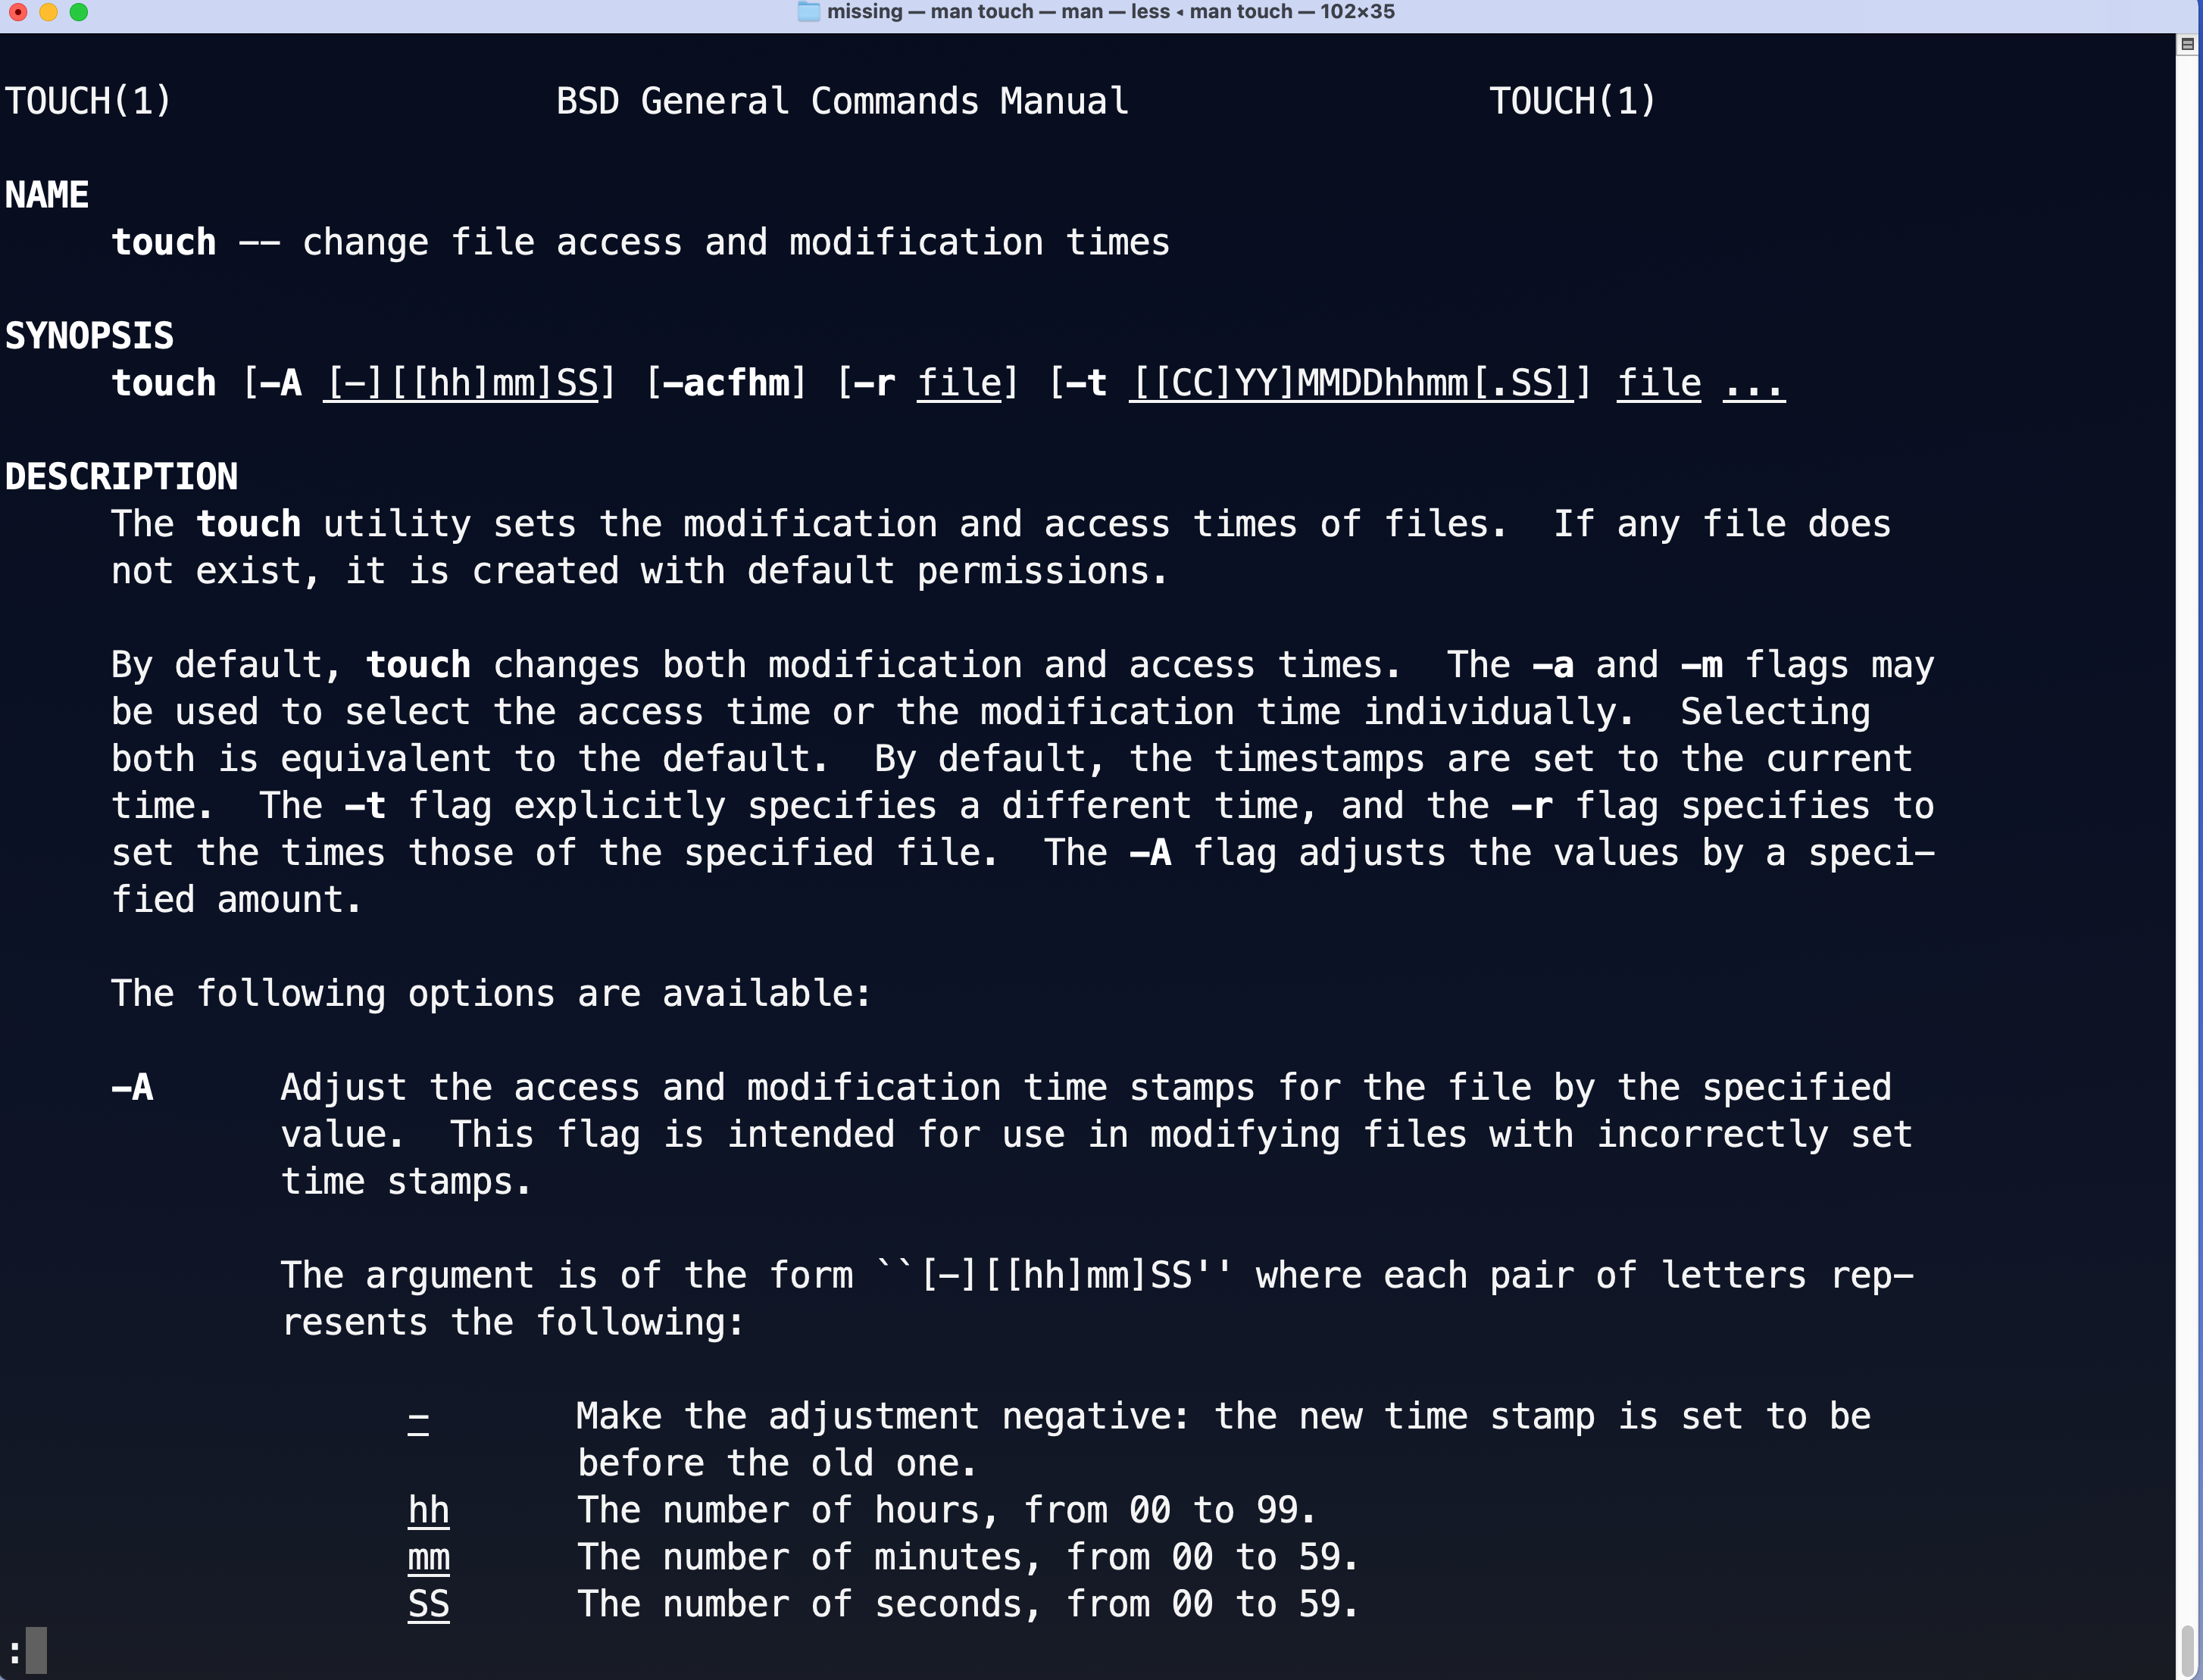 missing — man touch — man — less ◂ man touch — 102×35
TOUCH(1)                  BSD General Commands Manual                 TOUCH(1)
NAME
     touch -- change file access and modification times
SYNOPSIS
     touch [-A [-][[hh]mm]SS] [-acfhm] [-r file] [-t [[CC]YY]MMDDhhmm[.SS]] file ...
DESCRIPTION
     The touch utility sets the modification and access times of files.  If any file does
     not exist, it is created with default permissions.
     By default, touch changes both modification and access times.  The -a and -m flags may
     be used to select the access time or the modification time individually.  Selecting
     both is equivalent to the default.  By default, the timestamps are set to the current
     time.  The -t flag explicitly specifies a different time, and the -r flag specifies to
     set the times those of the specified file.  The -A flag adjusts the values by a speci-
     fied amount.
     The following options are available:
     -A      Adjust the access and modification time stamps for the file by the specified
             value.  This flag is intended for use in modifying files with incorrectly set
             time stamps.
             The argument is of the form ``[-][[hh]mm]SS'' where each pair of letters rep-
             resents the following:
                   -       Make the adjustment negative: the new time stamp is set to be
                           before the old one.
                   hh      The number of hours, from 00 to 99.
                   mm      The number of minutes, from 00 to 59.
                   SS      The number of seconds, from 00 to 59.
: